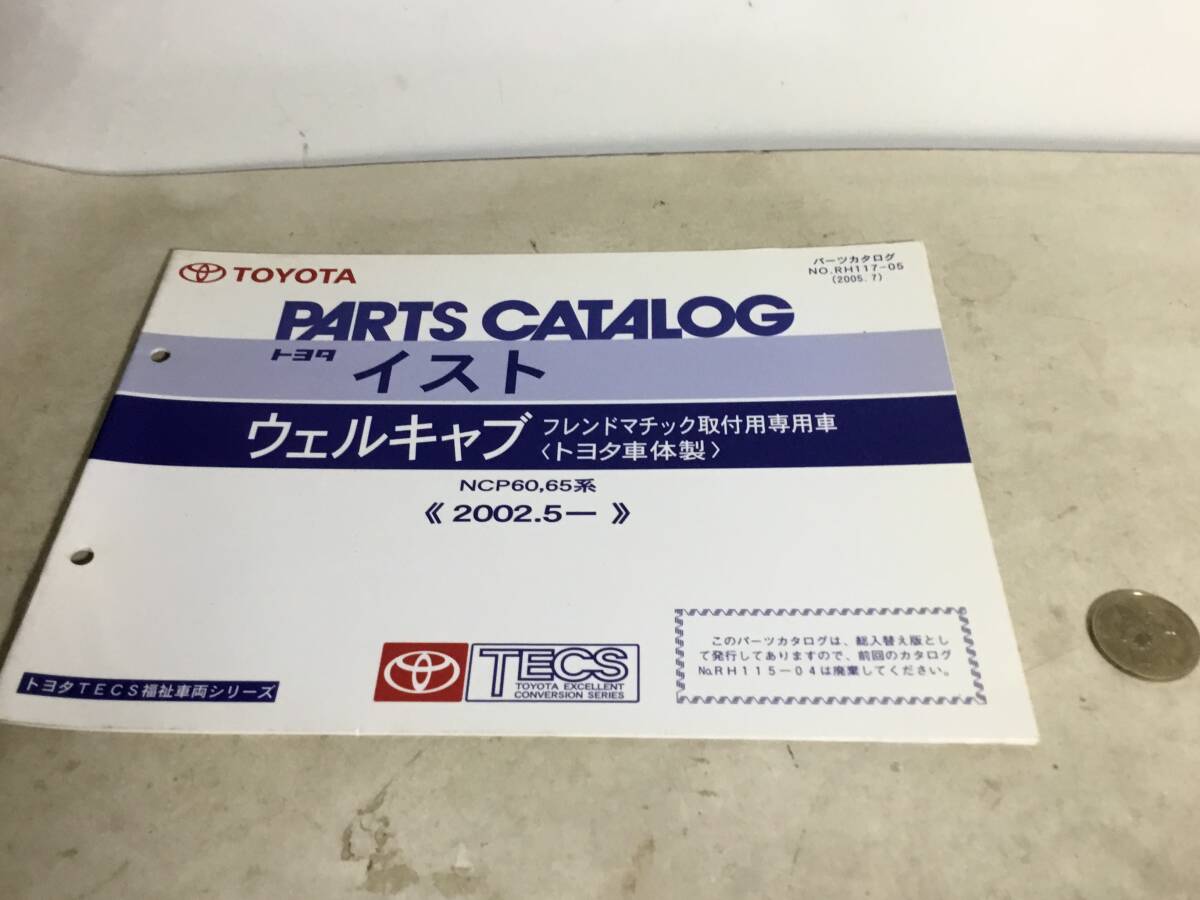 TOYOTA
パーツカタログ
NO.RH117-05
(2005.7)
PARTS CATALOG
トヨタ イスト
ウェルキャブ フレンドマチック取付用専用車
〈トヨタ車体製〉
NCP60,65系
《 2002.5ー 》
このパーツカタログは、総入替え版とし
て発行してありますので、前回のカタログ
No.RH115-04は廃棄してください。
トヨタTECS福祉車両シリーズ
TECS
TOYOTA EXCELLENT
CONVERSION SERIES